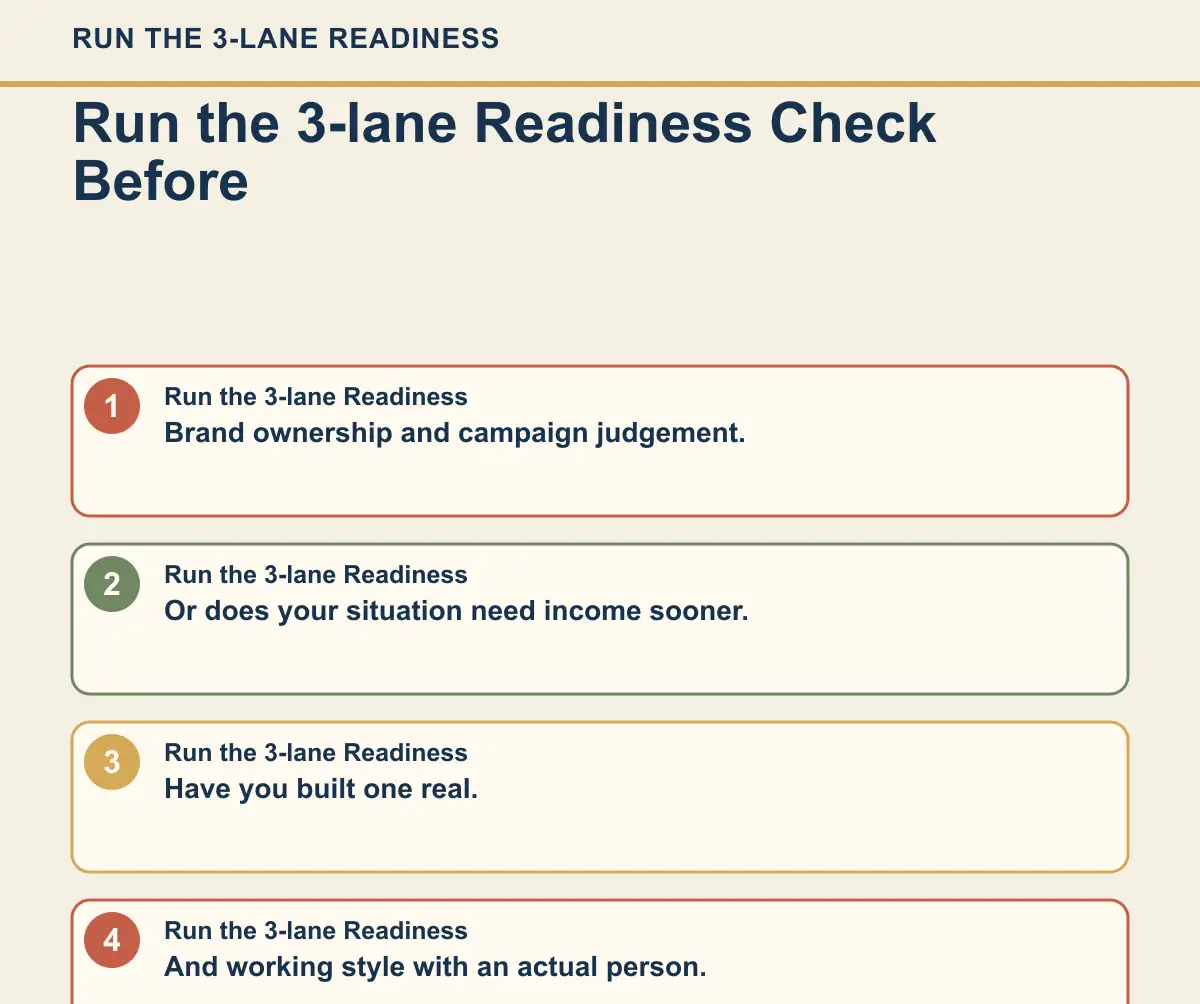 RUN THE 3-LANE READINESS
Run the 3-lane Readiness Check
Before
1
Run the 3-lane Readiness
Brand ownership and campaign judgement.
2
Run the 3-lane Readiness
Or does your situation need income sooner.
3
Run the 3-lane Readiness
Have you built one real.
4
Run the 3-lane Readiness
And working style with an actual person.